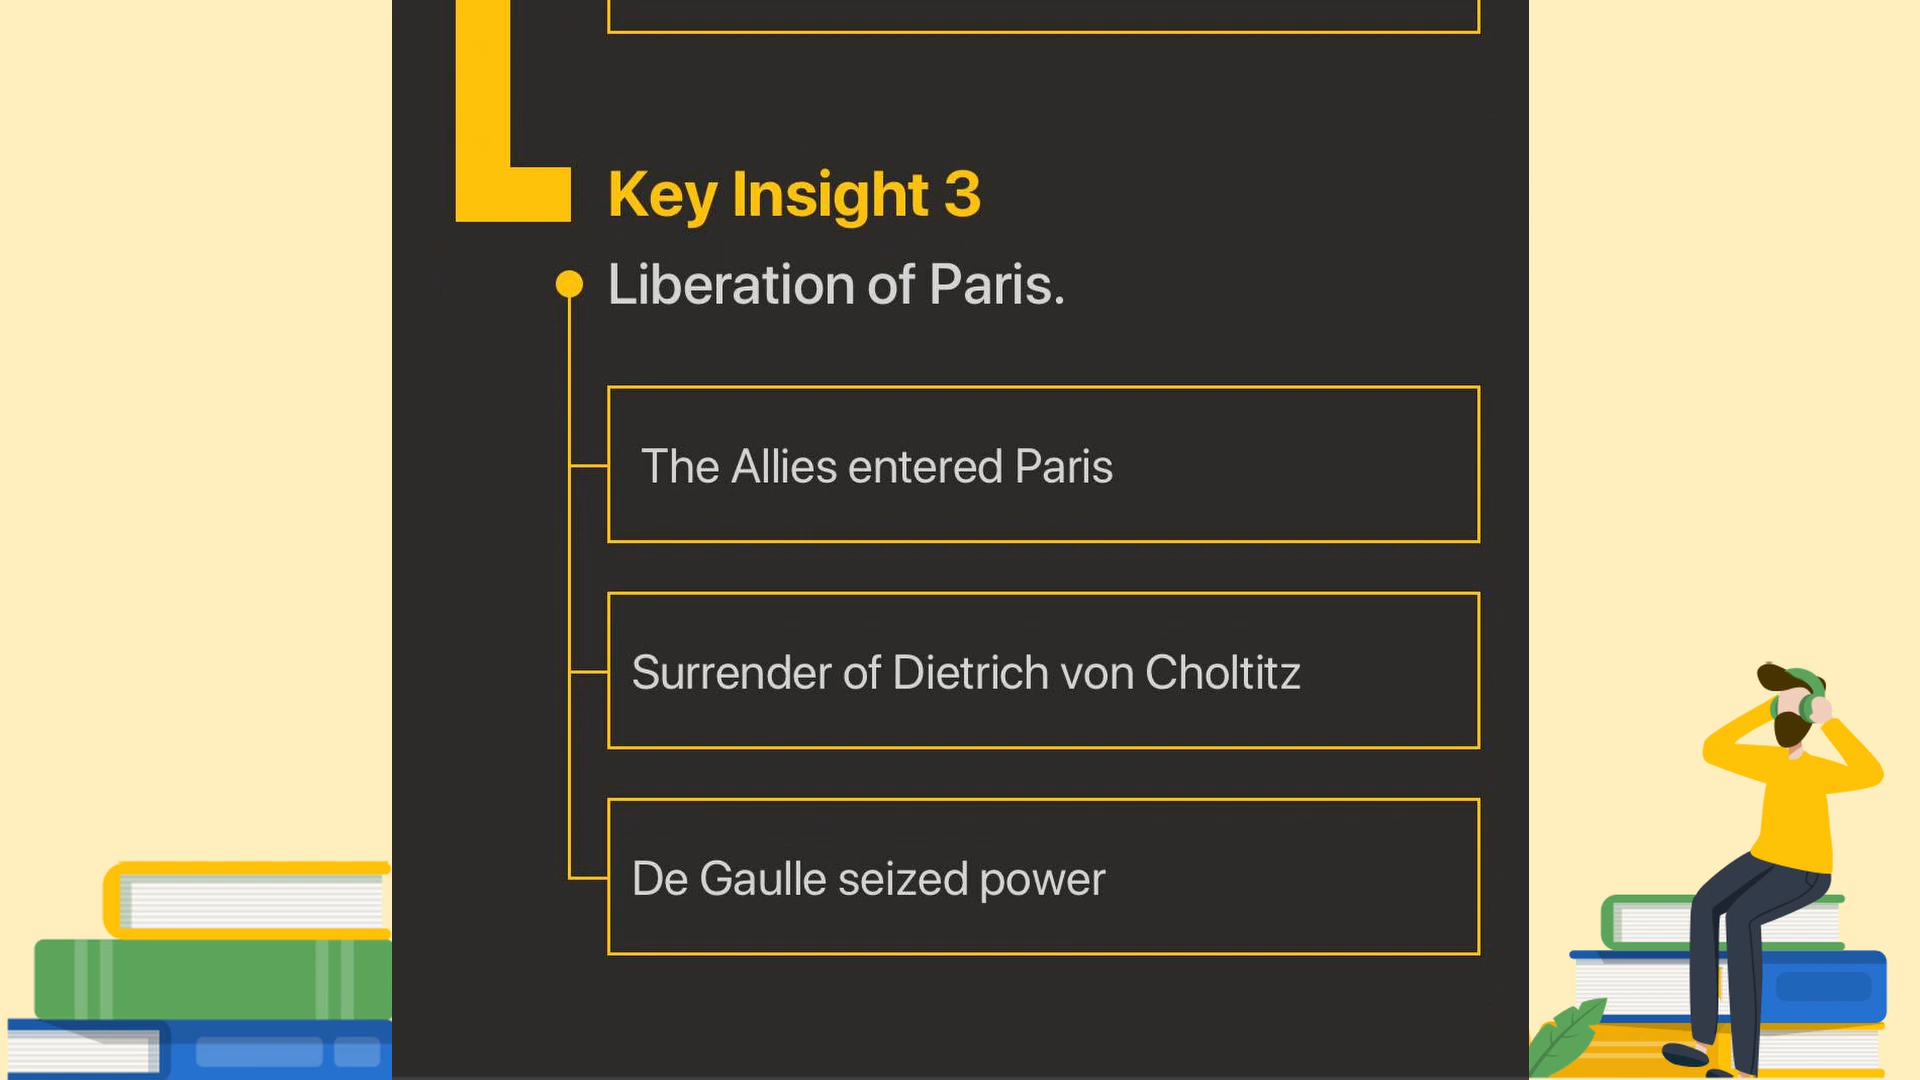 Key Insight 3
Liberation of Paris.
The Allies entered Paris
Surrender of Dietrich von Choltitz
De Gaulle seized power